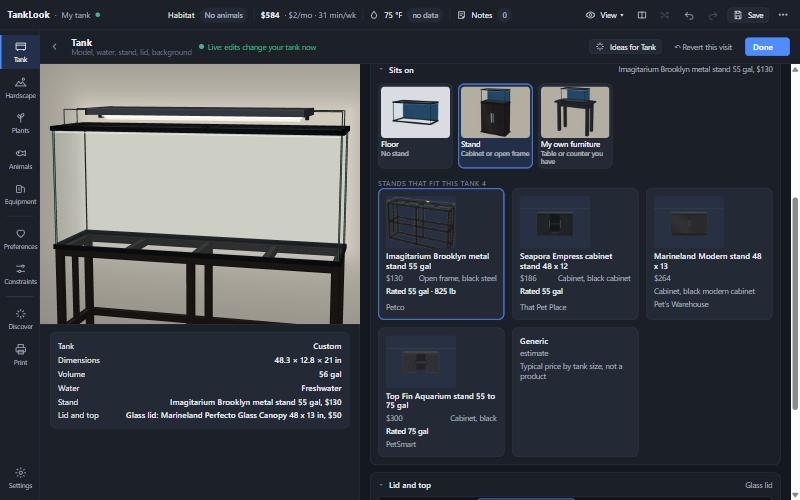 TankLook · My tank
Habitat No animals
$584 · $2/mo · 31 min/wk
75 °F no data
Notes 0
View
Save
Tank
Model, water, stand, lid, background
Live: edits change your tank now
Ideas for Tank
Revert this visit
Done
Tank
Hardscape
Plants
Animals
Equipment
Preferences
Constraints
Discover
Print
Settings
Tank Custom
Dimensions 48.3 × 12.8 × 21 in
Volume 56 gal
Water Freshwater
Stand Imagitarium Brooklyn metal stand 55 gal, $130
Lid and top Glass lid: Marineland Perfecto Glass Canopy 48 x 13 in, $50
Sits on Imagitarium Brooklyn metal stand 55 gal, $130
Floor
No stand
Stand
Cabinet or open frame
My own furniture
Table or counter you
have
STANDS THAT FIT THIS TANK 4
Imagitarium Brooklyn metal
stand 55 gal
$130 Open frame, black steel
Rated 55 gal · 825 lb
Petco
Seapora Empress cabinet
stand 48 x 12
$186 Cabinet, black cabinet
Rated 55 gal
That Pet Place
Marineland Modern stand 48
x 13
$264
Cabinet, black modern cabinet
Pet's Warehouse
Top Fin Aquarium stand 55 to
75 gal
$300 Cabinet, black
Rated 75 gal
PetSmart
Generic
estimate
Typical price by tank size, not a
product
Lid and top Glass lid